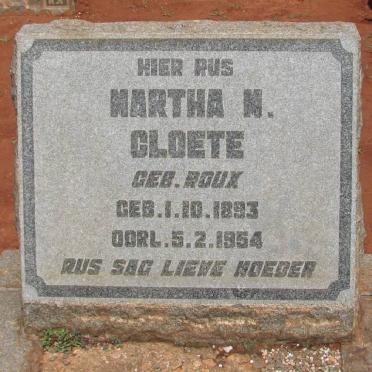 HIER RUS
MARTHA M.
CLOETE
GEB. ROUX
GEB. 1.10.1893
OORL. 5.2.1954
RUS SAG LIEWE MOEDER